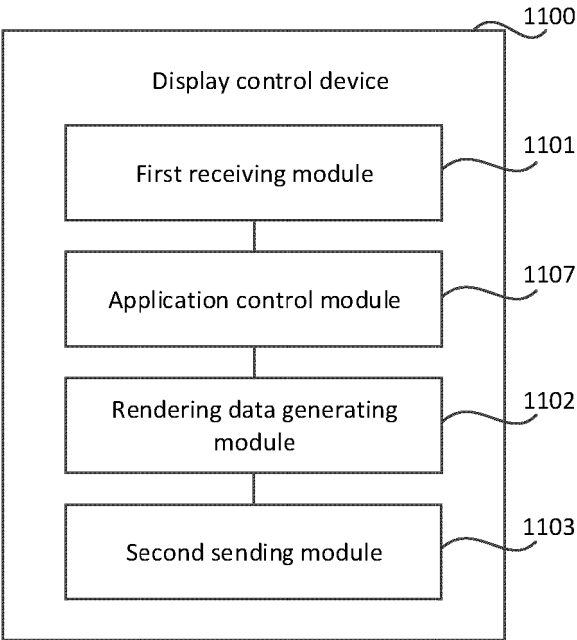 1100
Display control device
1101
First receiving module
1107
Application control module
1102
Rendering data generating
module
1103
Second sending module